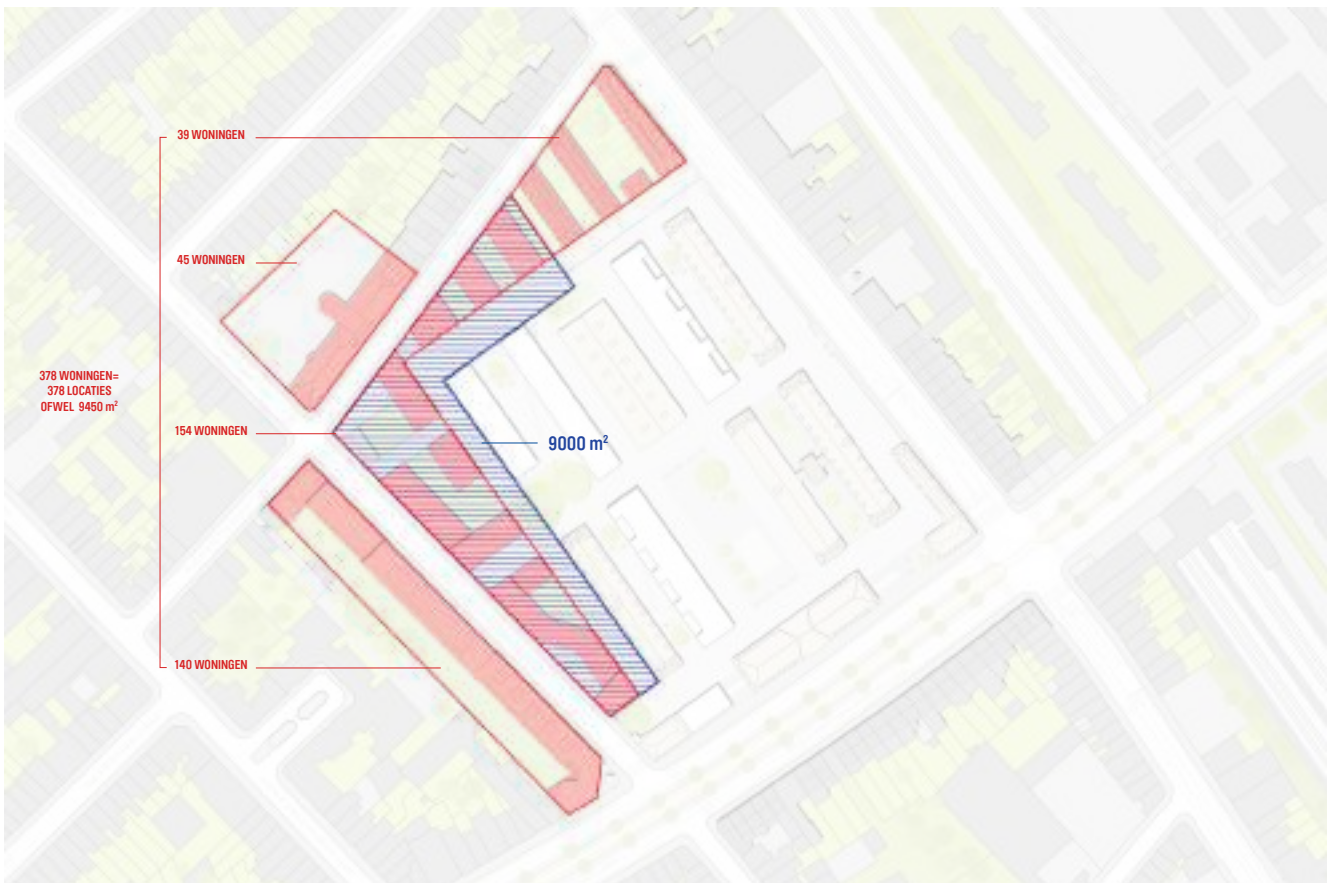 39 WONINGEN
45 WONINGEN
378 WONINGEN=
378 LOCATIES
OFWEL 9450 m²
154 WONINGEN
9000 m²
140 WONINGEN